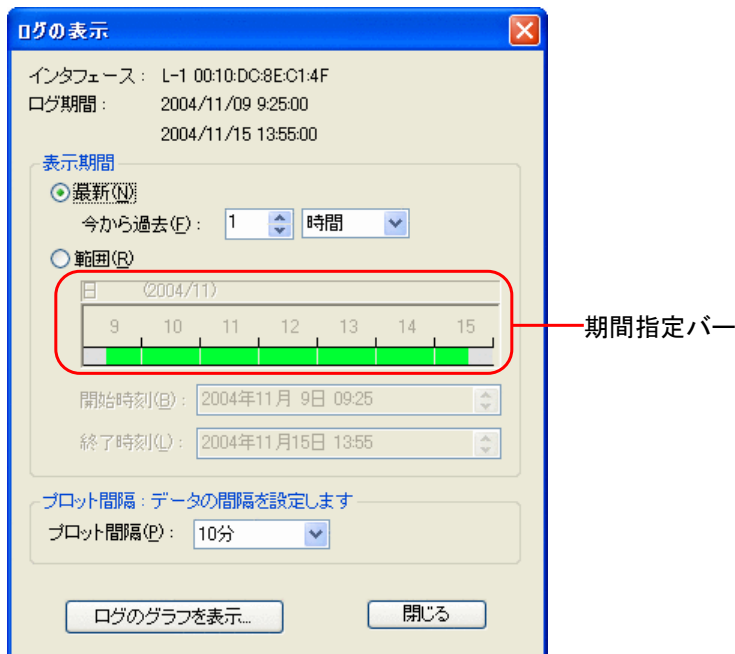 ログの表示
インタフェース： L-1 00:10:DC:8E:C1:4F
ログ期間： 2004/11/09 9:25:00
2004/11/15 13:55:00
表示期間
最新(N)
今から過去(F)： 1 時間
範囲(R)
日 (2004/11)
9 10 11 12 13 14 15
期間指定バー
開始時刻(B)： 2004年11月 9日 09:25
終了時刻(L)： 2004年11月15日 13:55
プロット間隔：データの間隔を設定します
プロット間隔(P)： 10分
ログのグラフを表示... 閉じる